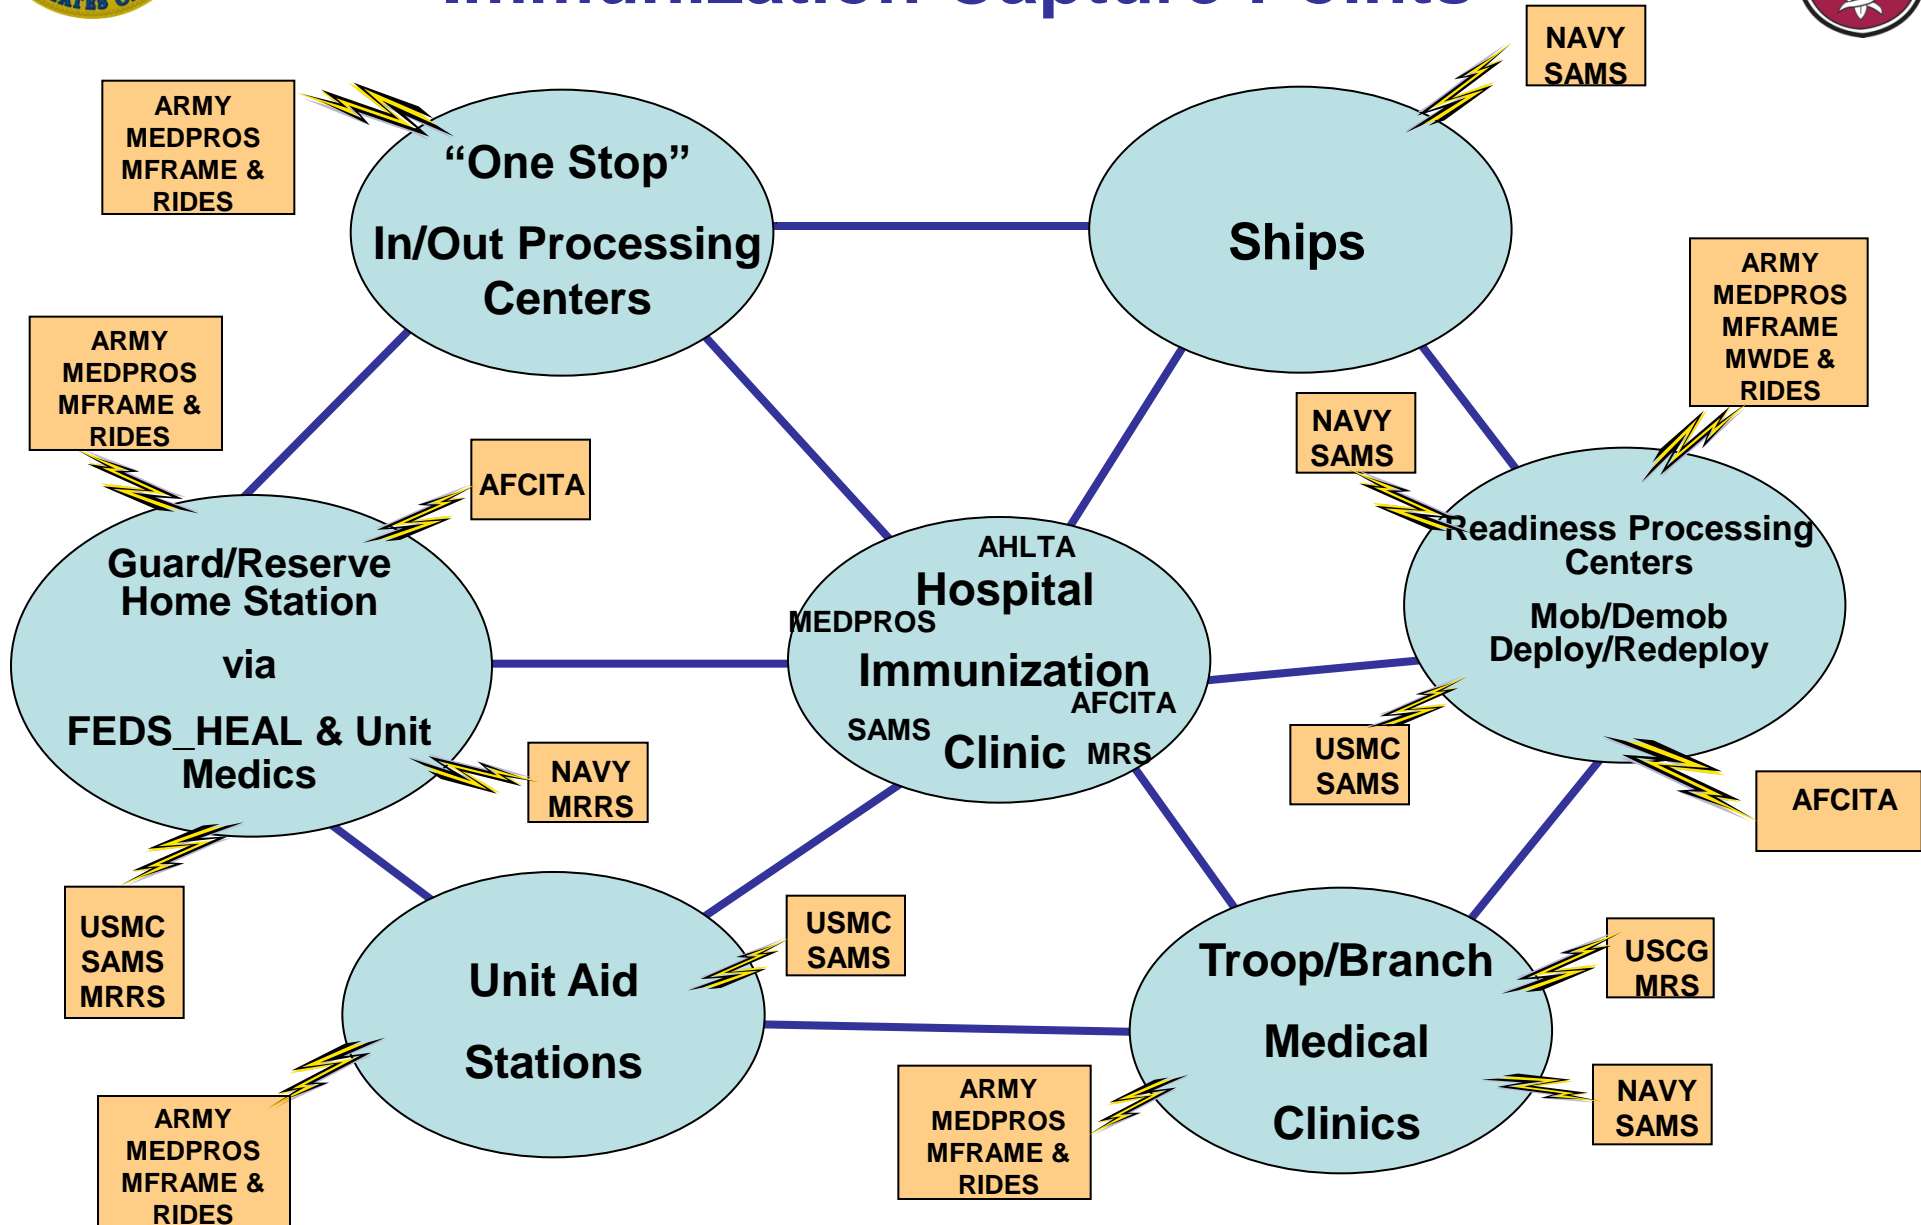 Immunization Capture Points
NAVY
SAMS
ARMY
MEDPROS
MFRAME &
RIDES
“One Stop”
In/Out Processing
Centers
Ships
ARMY
MEDPROS
MFRAME
MWDE &
RIDES
ARMY
MEDPROS
MFRAME &
RIDES
AFCITA
NAVY
SAMS
Guard/Reserve
Home Station
via
FEDS_HEAL & Unit
Medics
AHLTA
Hospital
MEDPROS
Immunization
AFCITA
SAMS
Clinic
MRS
Readiness Processing
Centers
Mob/Demob
Deploy/Redeploy
USMC
SAMS
AFCITA
NAVY
MRRS
USMC
SAMS
MRRS
Unit Aid
Stations
USMC
SAMS
Troop/Branch
Medical
Clinics
USCG
MRS
NAVY
SAMS
ARMY
MEDPROS
MFRAME &
RIDES
ARMY
MEDPROS
MFRAME &
RIDES